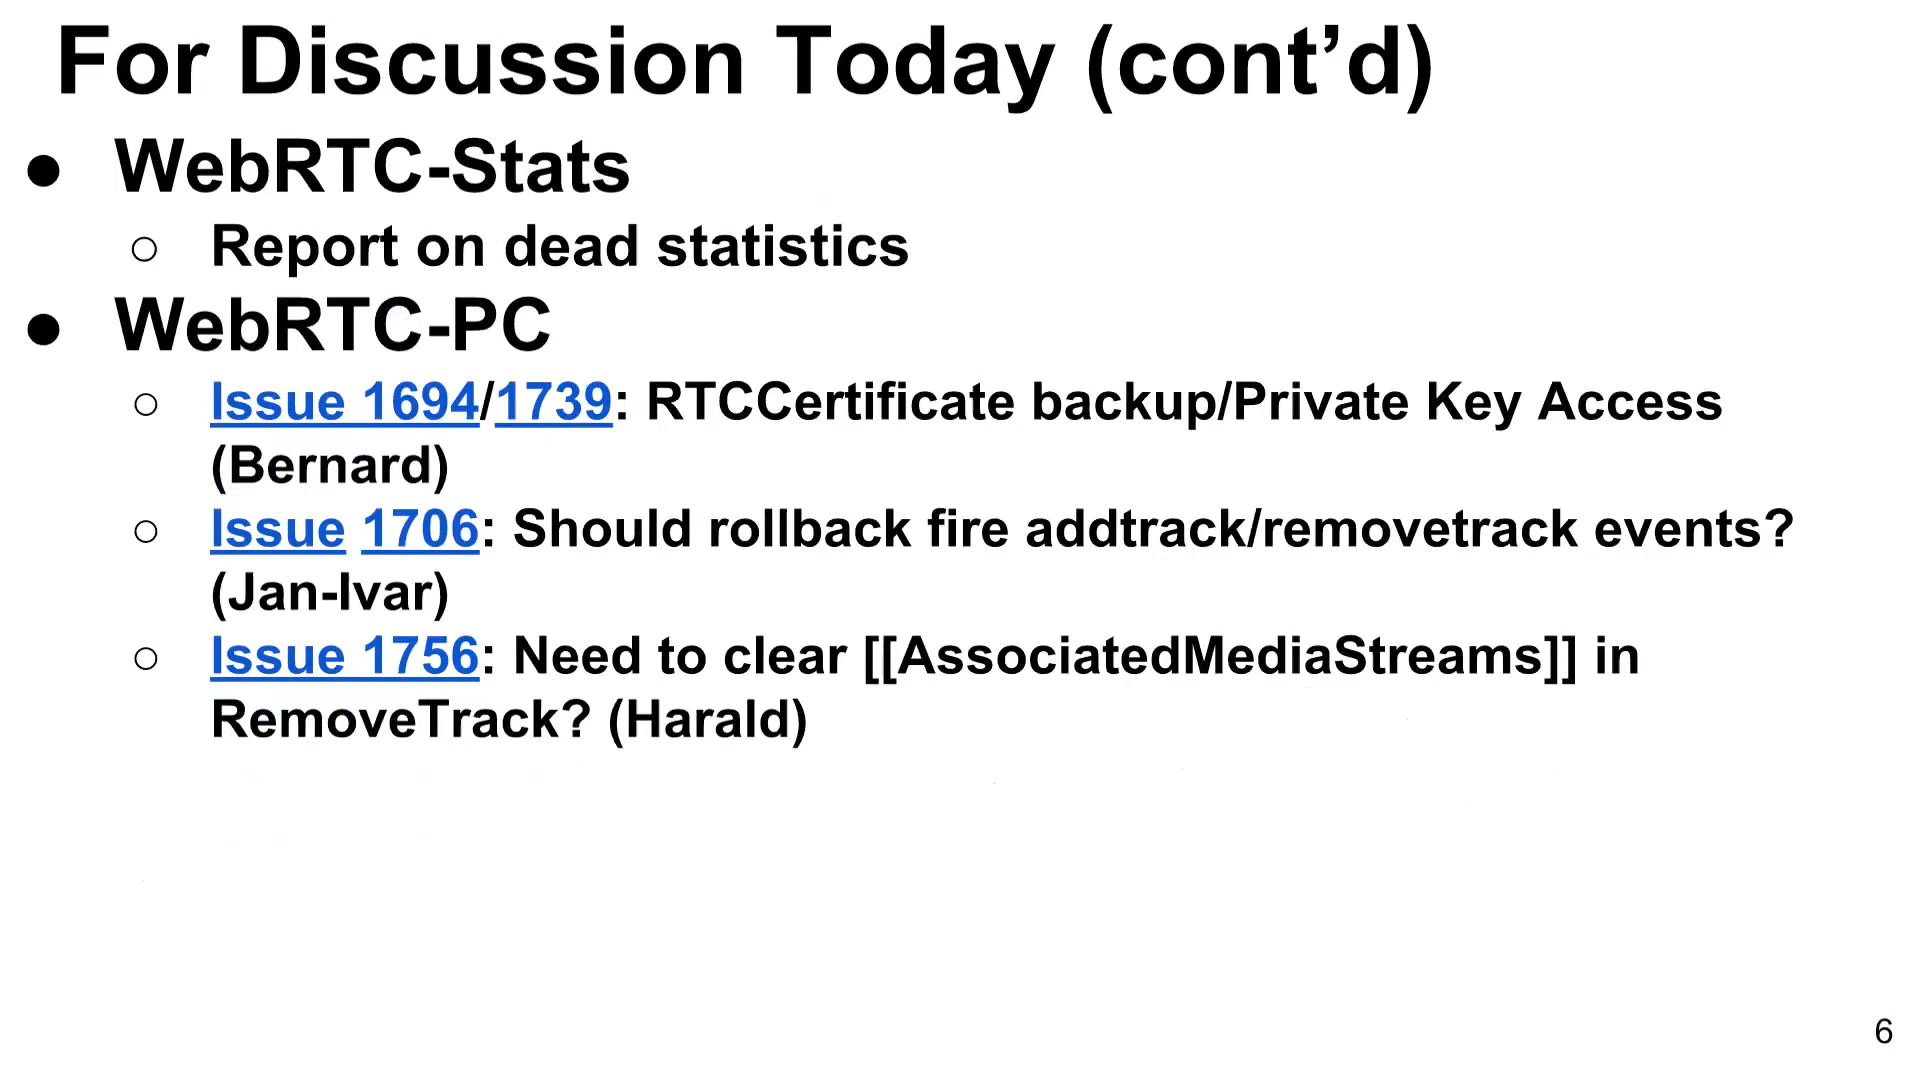 For Discussion Today (cont’d)
● WebRTC-Stats
○ Report on dead statistics
● WebRTC-PC
○ Issue 1694/1739: RTCCertificate backup/Private Key Access
(Bernard)
○ Issue 1706: Should rollback fire addtrack/removetrack events?
(Jan-Ivar)
○ Issue 1756: Need to clear [[AssociatedMediaStreams]] in
RemoveTrack? (Harald)
6